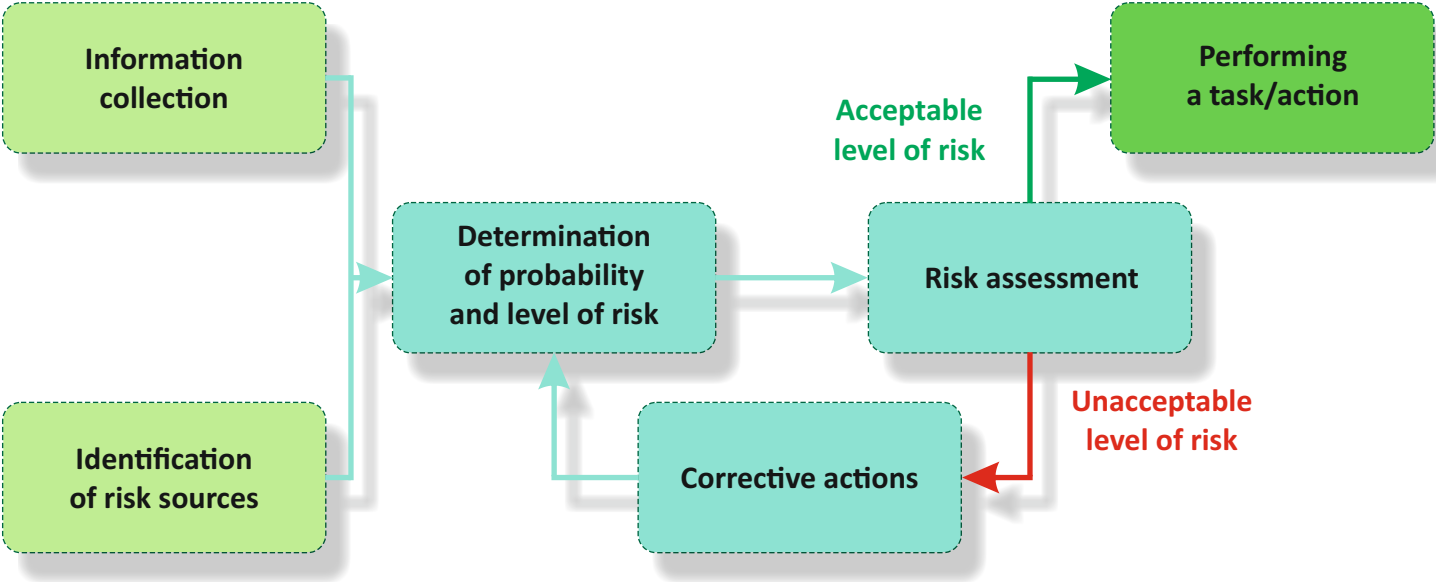 Information
collection
Identification
of risk sources
Determination
of probability
and level of risk
Risk assessment
Acceptable
level of risk
Performing
a task/action
Unacceptable
level of risk
Corrective actions